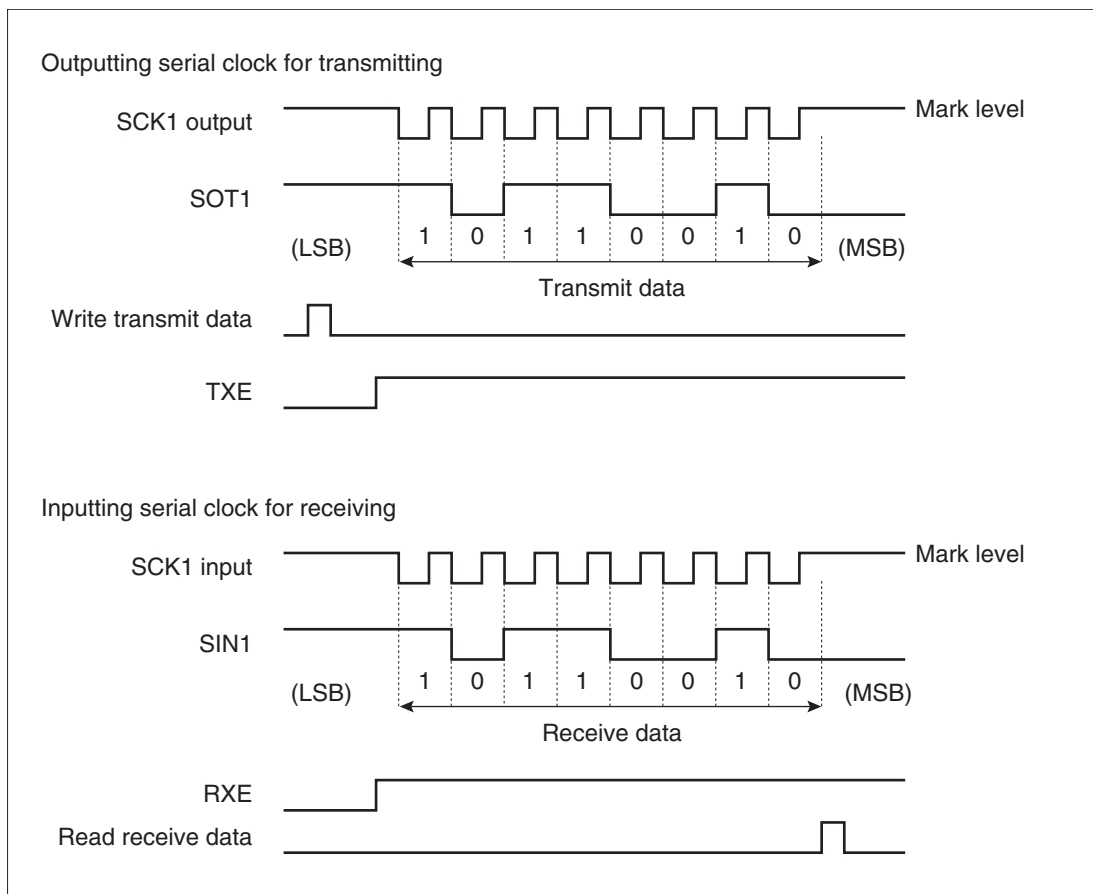 Outputting serial clock for transmitting
SCK1 output
Mark level
SOT1
1 0 1 1 0 0 1 0
(LSB)
(MSB)
Transmit data
Write transmit data
TXE
Inputting serial clock for receiving
SCK1 input
Mark level
SIN1
1 0 1 1 0 0 1 0
(LSB)
(MSB)
Receive data
RXE
Read receive data